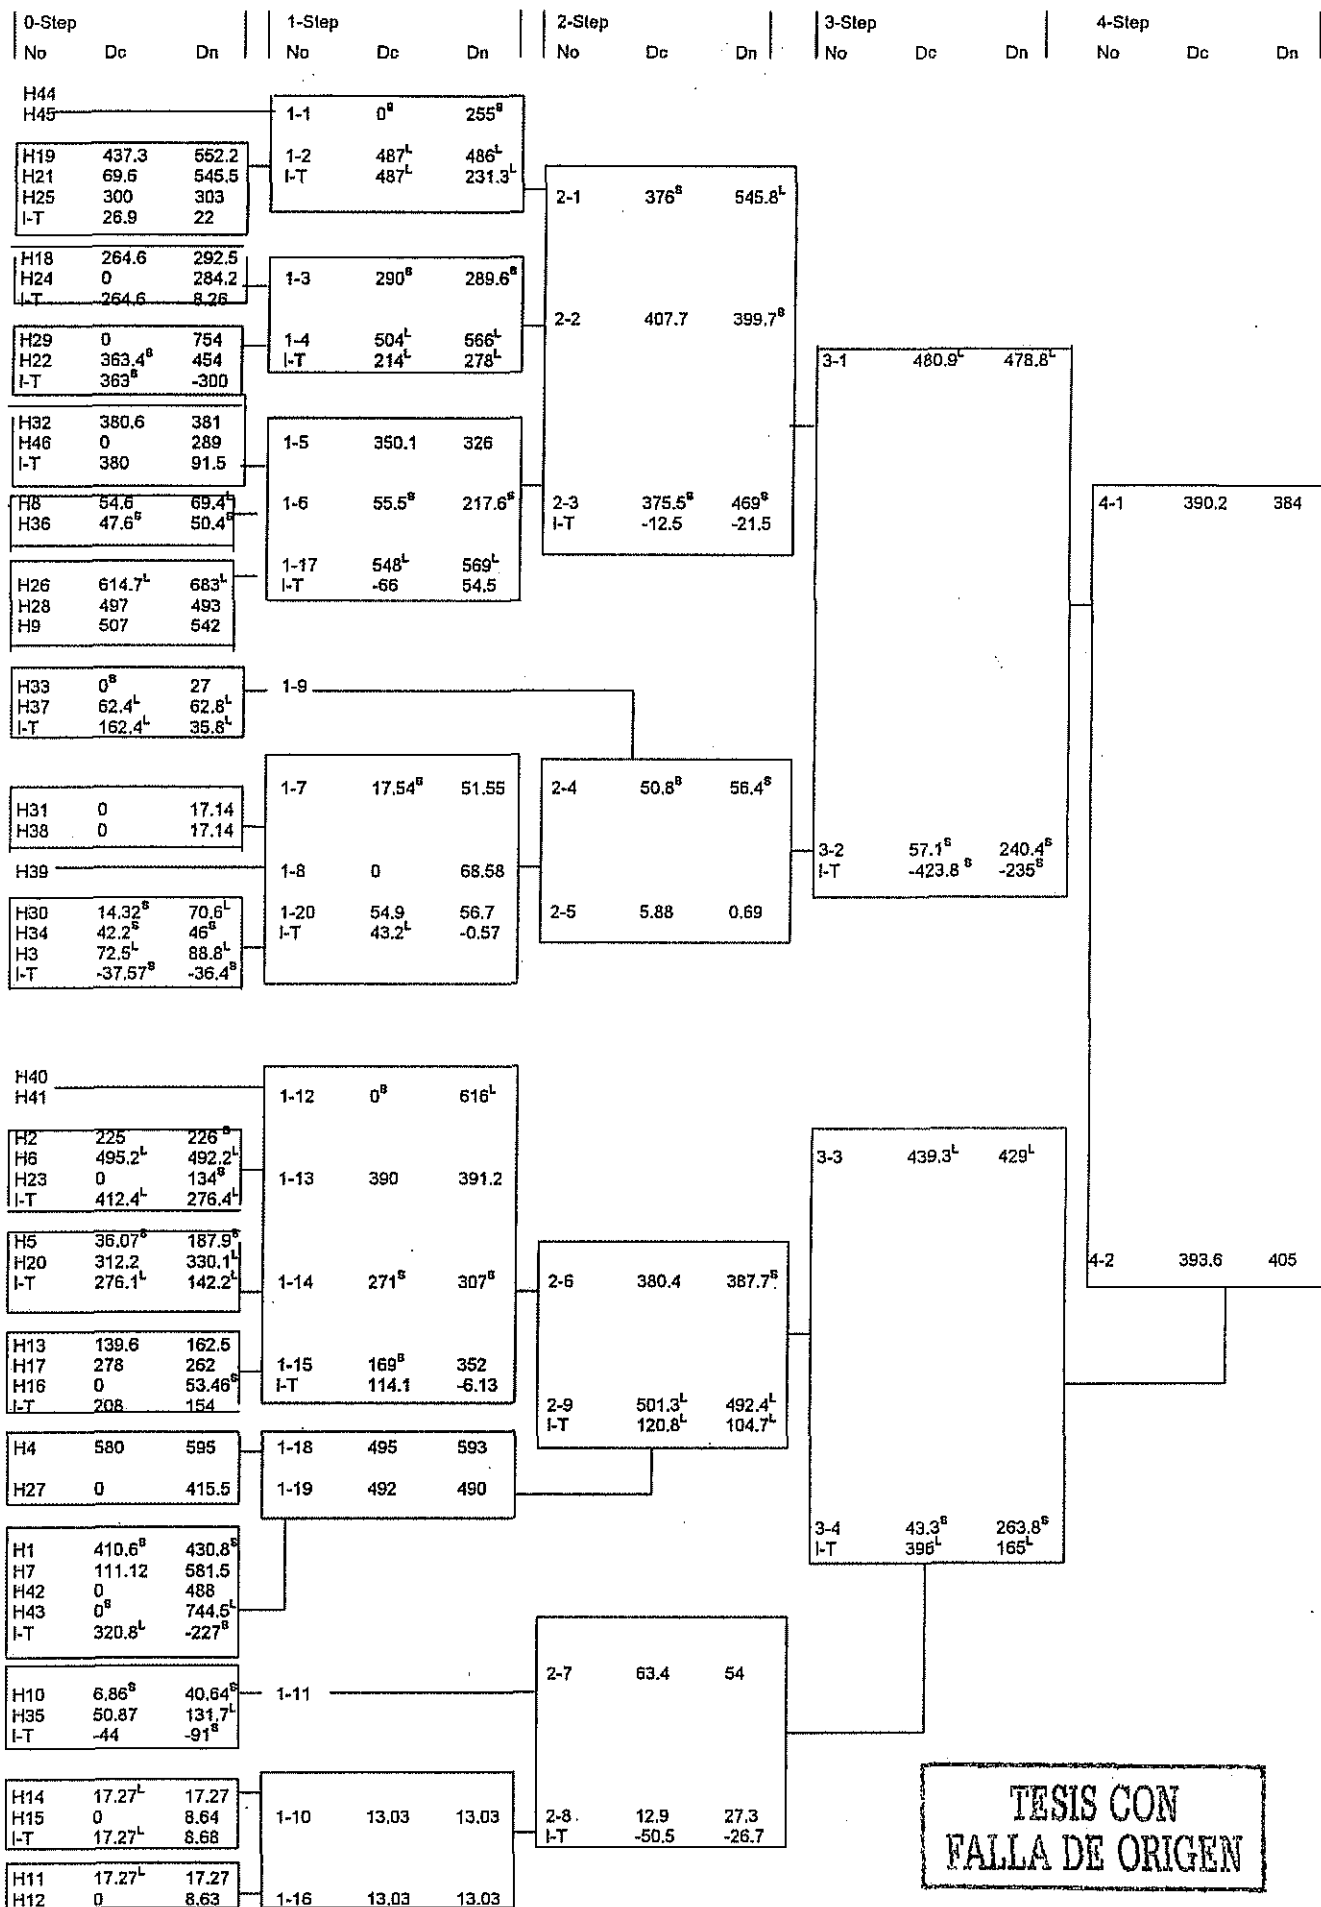 0-Step 1-Step 2-Step 3-Step 4-Step
No Dc Dn No Dc Dn No Dc Dn No Dc Dn No Dc Dn
H44
H45
1-1 0ˢ 255ˢ
H19 437.3 552.2
H21 69.6 545.5
H25 300 303
I-T 26.9 22
1-2 487ᴸ 486ᴸ
I-T 487ᴸ 231.3ᴸ
2-1 376ˢ 545.8ᴸ
H18 264.6 292.5
H24 0 284.2
I-T 264.6 8.26
1-3 290ˢ 289.6ˢ
2-2 407.7 399.7ˢ
H29 0 754
H22 363.4ˢ 454
I-T 363ˢ -300
1-4 504ᴸ 566ᴸ
I-T 214ᴸ 278ᴸ
3-1 480.9ᴸ 478.8ᴸ
H32 380.6 381
H46 0 289
I-T 380 91.5
1-5 350.1 326
H8 54.6 69.4ᴸ
H36 47.6ˢ 50.4ˢ
1-6 55.5ˢ 217.6ˢ
2-3 375.5ˢ 469ˢ
I-T -12.5 -21.5
4-1 390.2 384
H26 614.7ᴸ 683ᴸ
H28 497 493
H9 507 542
1-17 548ᴸ 569ᴸ
I-T -66 54.5
H33 0ˢ 27
H37 62.4ᴸ 62.8ᴸ
I-T 162.4ᴸ 35.8ᴸ
1-9
H31 0 17.14
H38 0 17.14
1-7 17.54ˢ 51.55
2-4 50.8ˢ 56.4ˢ
H39
1-8 0 68.58
3-2 57.1ˢ 240.4ˢ
I-T -423.8ˢ -235ˢ
H30 14.32ˢ 70.6ᴸ
H34 42.2ˢ 46ˢ
H3 72.5ᴸ 88.8ᴸ
I-T -37.57ˢ -36.4ˢ
1-20 54.9 56.7
I-T 43.2ᴸ -0.57
2-5 5.88 0.69
H40
H41
1-12 0ˢ 616ᴸ
H2 225 226ˢ
H6 495.2ᴸ 492.2ᴸ
H23 0 134ˢ
I-T 412.4ᴸ 276.4ᴸ
1-13 390 391.2
3-3 439.3ᴸ 429ᴸ
H5 36.07ˢ 187.9ˢ
H20 312.2 330.1ᴸ
I-T 276.1ᴸ 142.2ᴸ
1-14 271ˢ 307ˢ
2-6 380.4 387.7ˢ
4-2 393.6 405
H13 139.6 162.5
H17 278 262
H16 0 53.46ˢ
I-T 208 154
1-15 169ˢ 352
I-T 114.1 -6.13
2-9 501.3ᴸ 492.4ᴸ
I-T 120.8ᴸ 104.7ᴸ
H4 580 595
H27 0 415.5
1-18 495 593
1-19 492 490
H1 410.6ˢ 430.8ˢ
H7 111.12 581.5
H42 0 488
H43 0ˢ 744.5ᴸ
I-T 320.8ᴸ -227ˢ
3-4 43.3ˢ 263.8ˢ
I-T 396ᴸ 165ᴸ
H10 6.86ˢ 40.64ˢ
H35 50.87 131.7ᴸ
I-T -44 -91ˢ
1-11
2-7 63.4 54
H14 17.27ᴸ 17.27
H15 0 8.64
I-T 17.27ᴸ 8.68
1-10 13.03 13.03
2-8 12.9 27.3
I-T -50.5 -26.7
H11 17.27ᴸ 17.27
H12 0 8.63
1-16 13.03 13.03
TESIS CON
FALLA DE ORIGEN